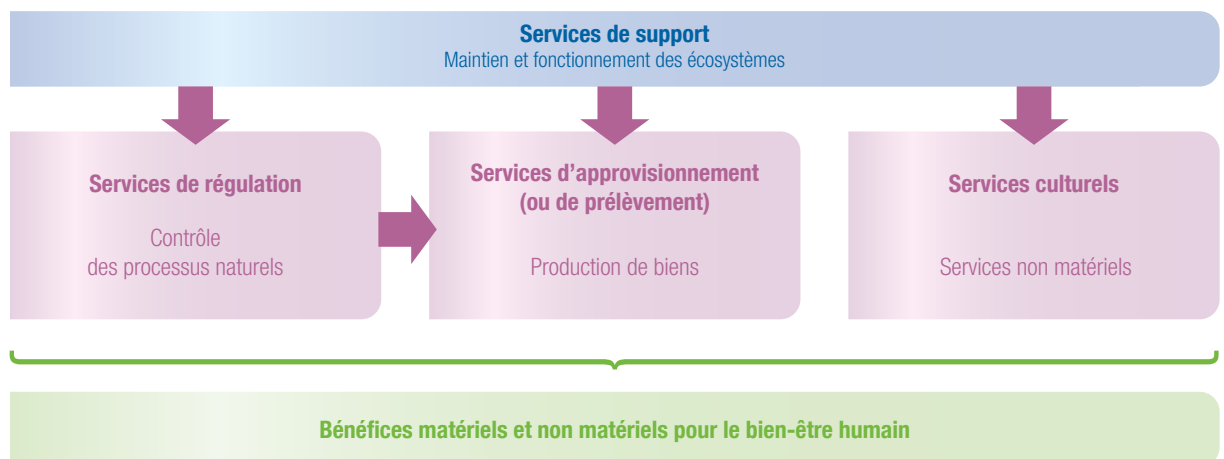 Services de support
Maintien et fonctionnement des écosystèmes
Services de régulation
Contrôle
des processus naturels
Services d’approvisionnement
(ou de prélèvement)
Production de biens
Services culturels
Services non matériels
Bénéfices matériels et non matériels pour le bien-être humain